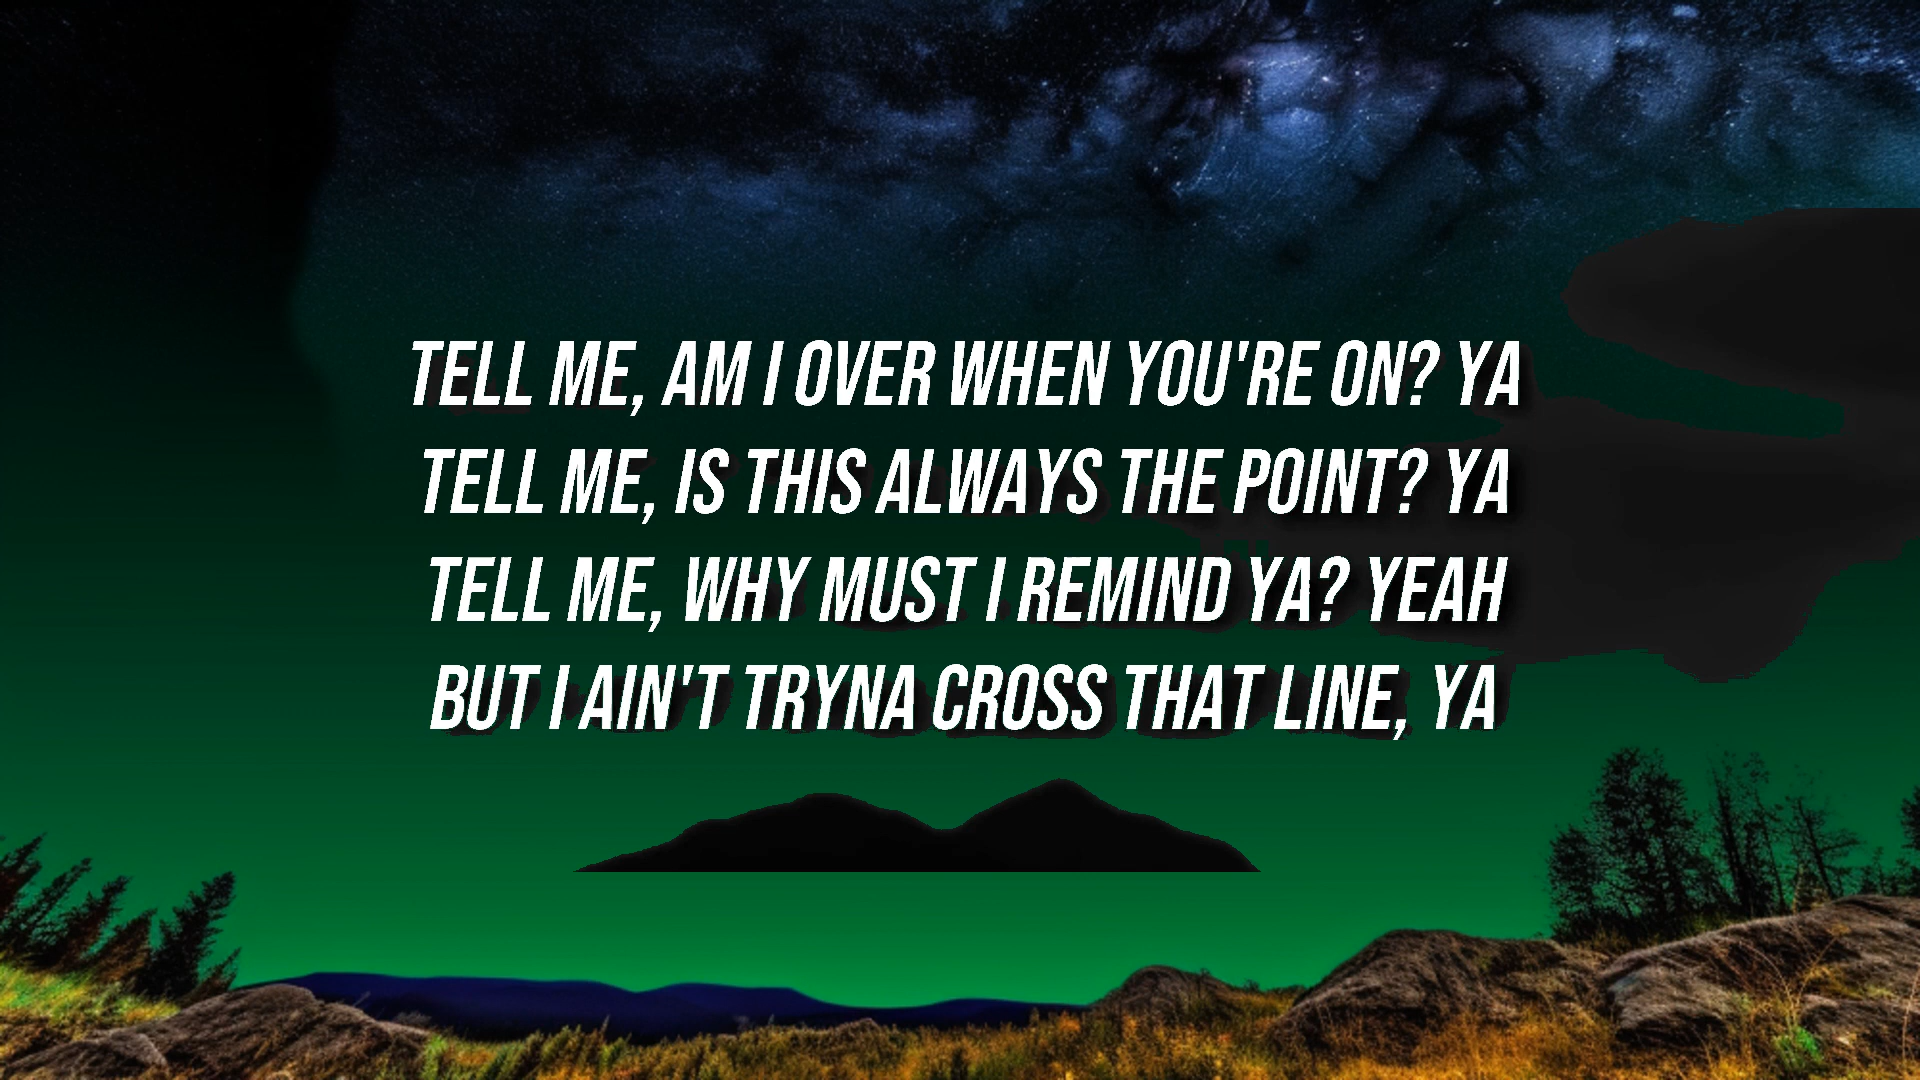 TELL ME, AM I OVER WHEN YOU'RE ON? YA
TELL ME, IS THIS ALWAYS THE POINT? YA
TELL ME, WHY MUST I REMIND YA? YEAH
BUT I AIN'T TRYNA CROSS THAT LINE, YA